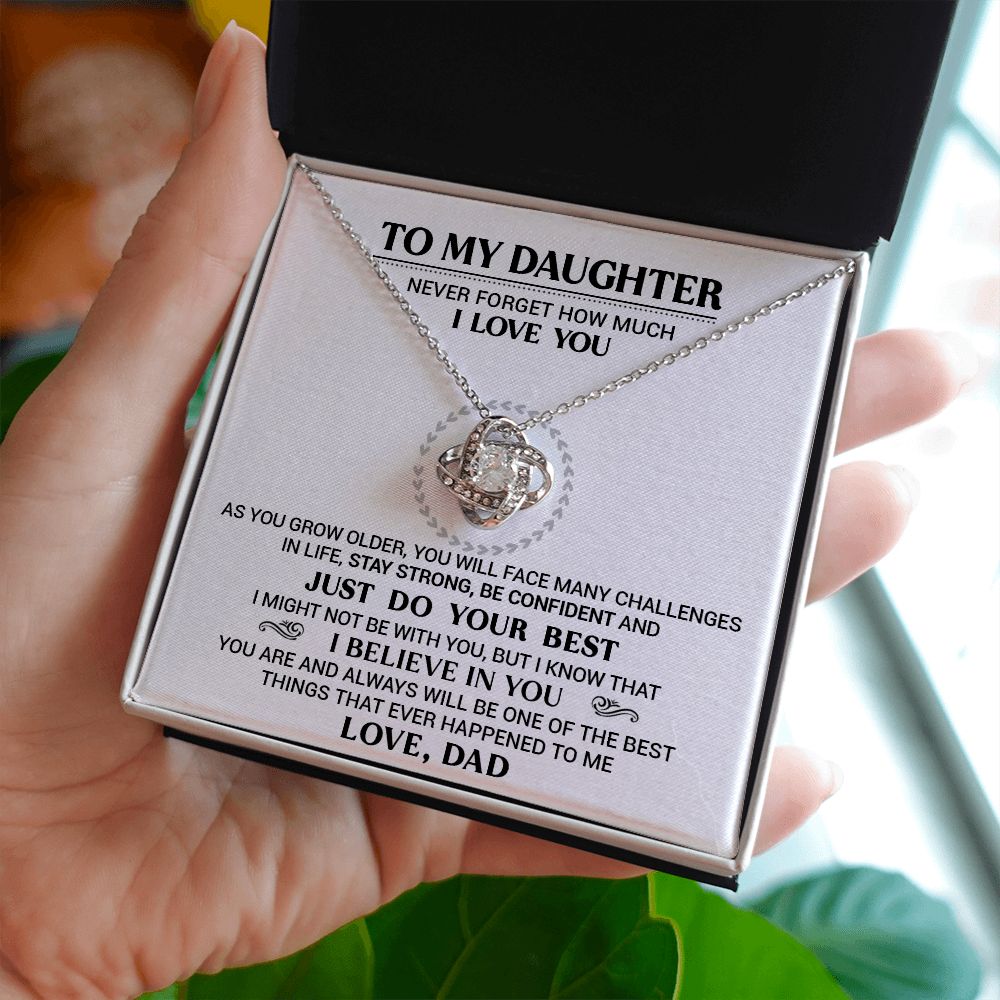 TO MY DAUGHTER
NEVER FORGET HOW MUCH
I LOVE YOU
AS YOU GROW OLDER, YOU WILL FACE MANY CHALLENGES
IN LIFE, STAY STRONG, BE CONFIDENT AND
JUST DO YOUR BEST
I MIGHT NOT BE WITH YOU, BUT I KNOW THAT
I BELIEVE IN YOU
YOU ARE AND ALWAYS WILL BE ONE OF THE BEST
THINGS THAT EVER HAPPENED TO ME
LOVE, DAD